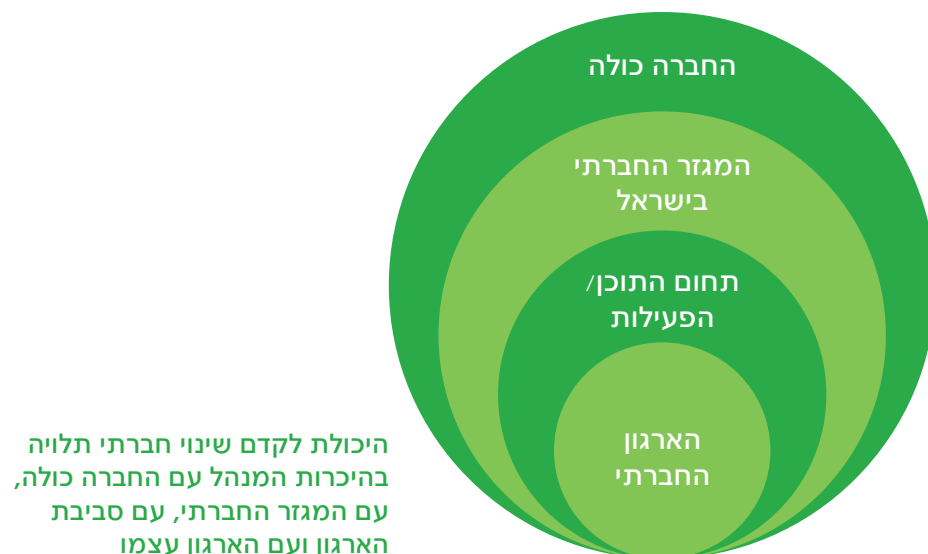 החברה כולה
המגזר החברתי
בישראל
תחום התוכן/
הפעילות
הארגון
החברתי
היכולת לקדם שינוי חברתי תלויה
בהיכרות המנהל עם החברה כולה,
עם המגזר החברתי, עם סביבת
הארגון ועם הארגון עצמו